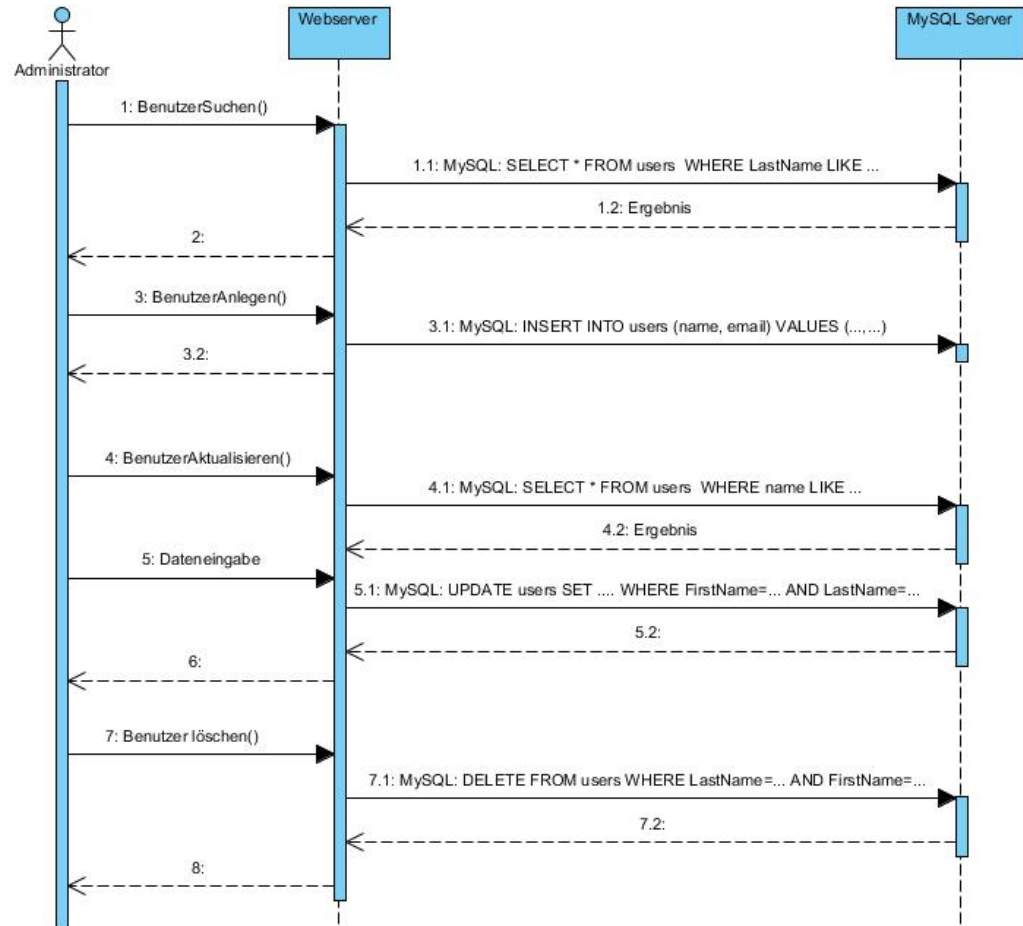 Webserver
MySQL Server
Administrator
1: BenutzerSuchen()
1.1: MySQL: SELECT * FROM users  WHERE LastName LIKE ...
1.2: Ergebnis
2:
3: BenutzerAnlegen()
3.1: MySQL: INSERT INTO users (name, email) VALUES (...,...)
3.2:
4: BenutzerAktualisieren()
4.1: MySQL: SELECT * FROM users  WHERE name LIKE ...
4.2: Ergebnis
5: Dateneingabe
5.1: MySQL: UPDATE users SET .... WHERE FirstName=... AND LastName=...
5.2:
6:
7: Benutzer löschen()
7.1: MySQL: DELETE FROM users WHERE LastName=... AND FirstName=...
7.2:
8: